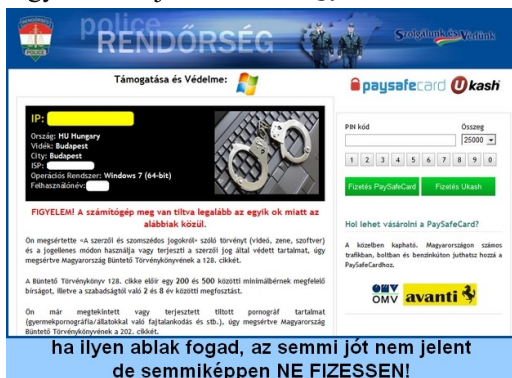 police
RENDŐRSÉG
POLICE
Szolgálunk és Védünk
Támogatása és Védelme:
paysafecard Ukash
IP:
Ország: HU Hungary
Vidék: Budapest
City: Budapest
ISP:
Operációs Rendszer: Windows 7 (64-bit)
Felhasználónév:
FIGYELEM! A számítógép meg van tiltva legalább az egyik ok miatt az
alábbiak közül.
Ön megsértette «A szerzői és szomszédos jogokról» szóló törvényt (videó, zene, szoftver)
és a jogellenes módon használja vagy terjeszti a szerzői jog által védett tartalmat, úgy
megsértve Magyarország Büntető Törvénykönyvének a 128. cikkét.
A Büntető Törvénykönyv 128. cikke előir egy 200 és 500 közötti minimálbérnek megfelelő
bírságot, illetve a szabadságtól való 2 és 8 év közötti megfosztást.
Ön már megtekintett vagy terjesztett tiltott pornográf tartalmat
(gyermekpornográfia/állatokkal való fajtalankodás és stb.), úgy megsértve Magyarország
Büntető Törvénykönyvének a 202. cikkét.
PIN kód Összeg
25000
1 2 3 4 5 6 7 8 9 0
Fizetés PaySafeCard Fizetés Ukash
Hol lehet vásárolni a PaySafeCard?
A közelben kapható. Magyarországon számos
trafikban, boltban és benzinkúton juthatsz hozzá a
PaySafeCardhoz.
OMV avanti
ha ilyen ablak fogad, az semmi jót nem jelent
de semmiképpen NE FIZESSEN!